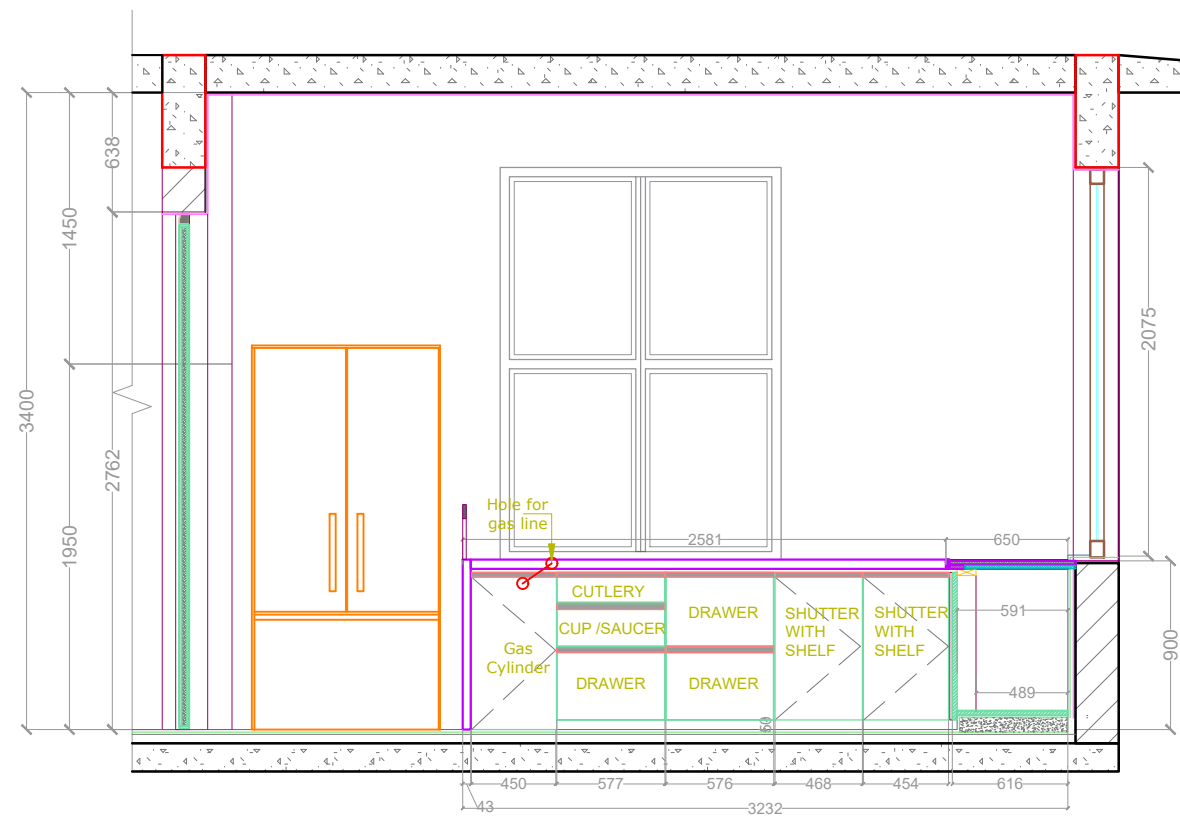 638
1450
3400
2762
1950
2075
900
Hole for
gas line
2581
650
CUTLERY
CUP /SAUCER
DRAWER
DRAWER
DRAWER
Gas
Cylinder
SHUTTER
WITH
SHELF
SHUTTER
WITH
SHELF
591
489
60
450
577
576
468
454
616
43
3232